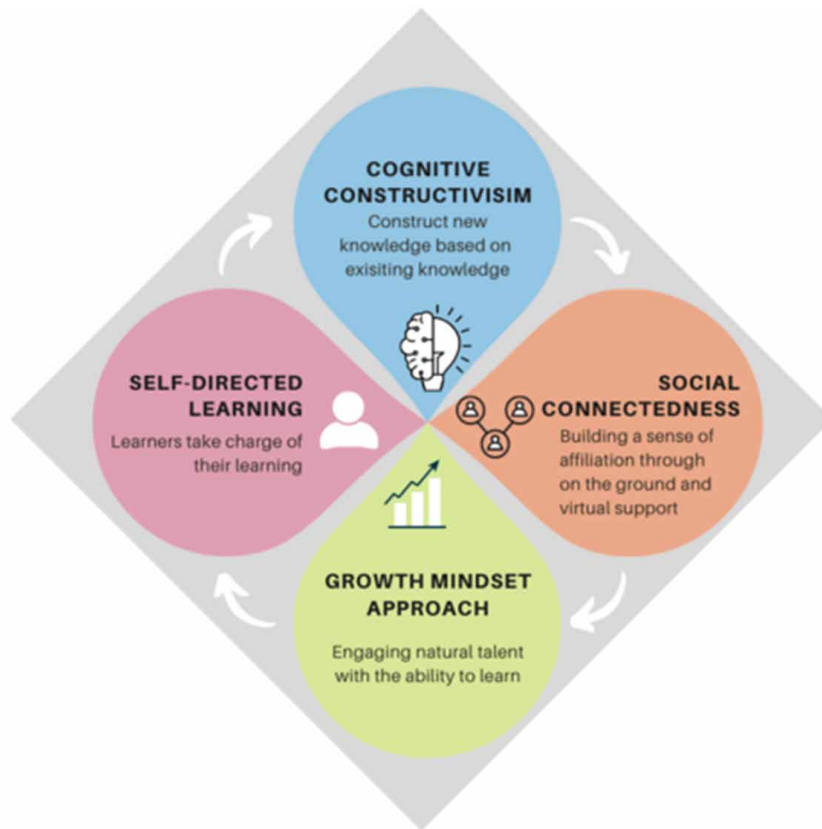 COGNITIVE
CONSTRUCTIVISIM
Construct new
knowledge based on
exisiting knowledge
SOCIAL
CONNECTEDNESS
Building a sense of
affiliation through
on the ground and
virtual support
GROWTH MINDSET
APPROACH
Engaging natural talent
with the ability to learn
SELF-DIRECTED
LEARNING
Learners take charge of
their learning